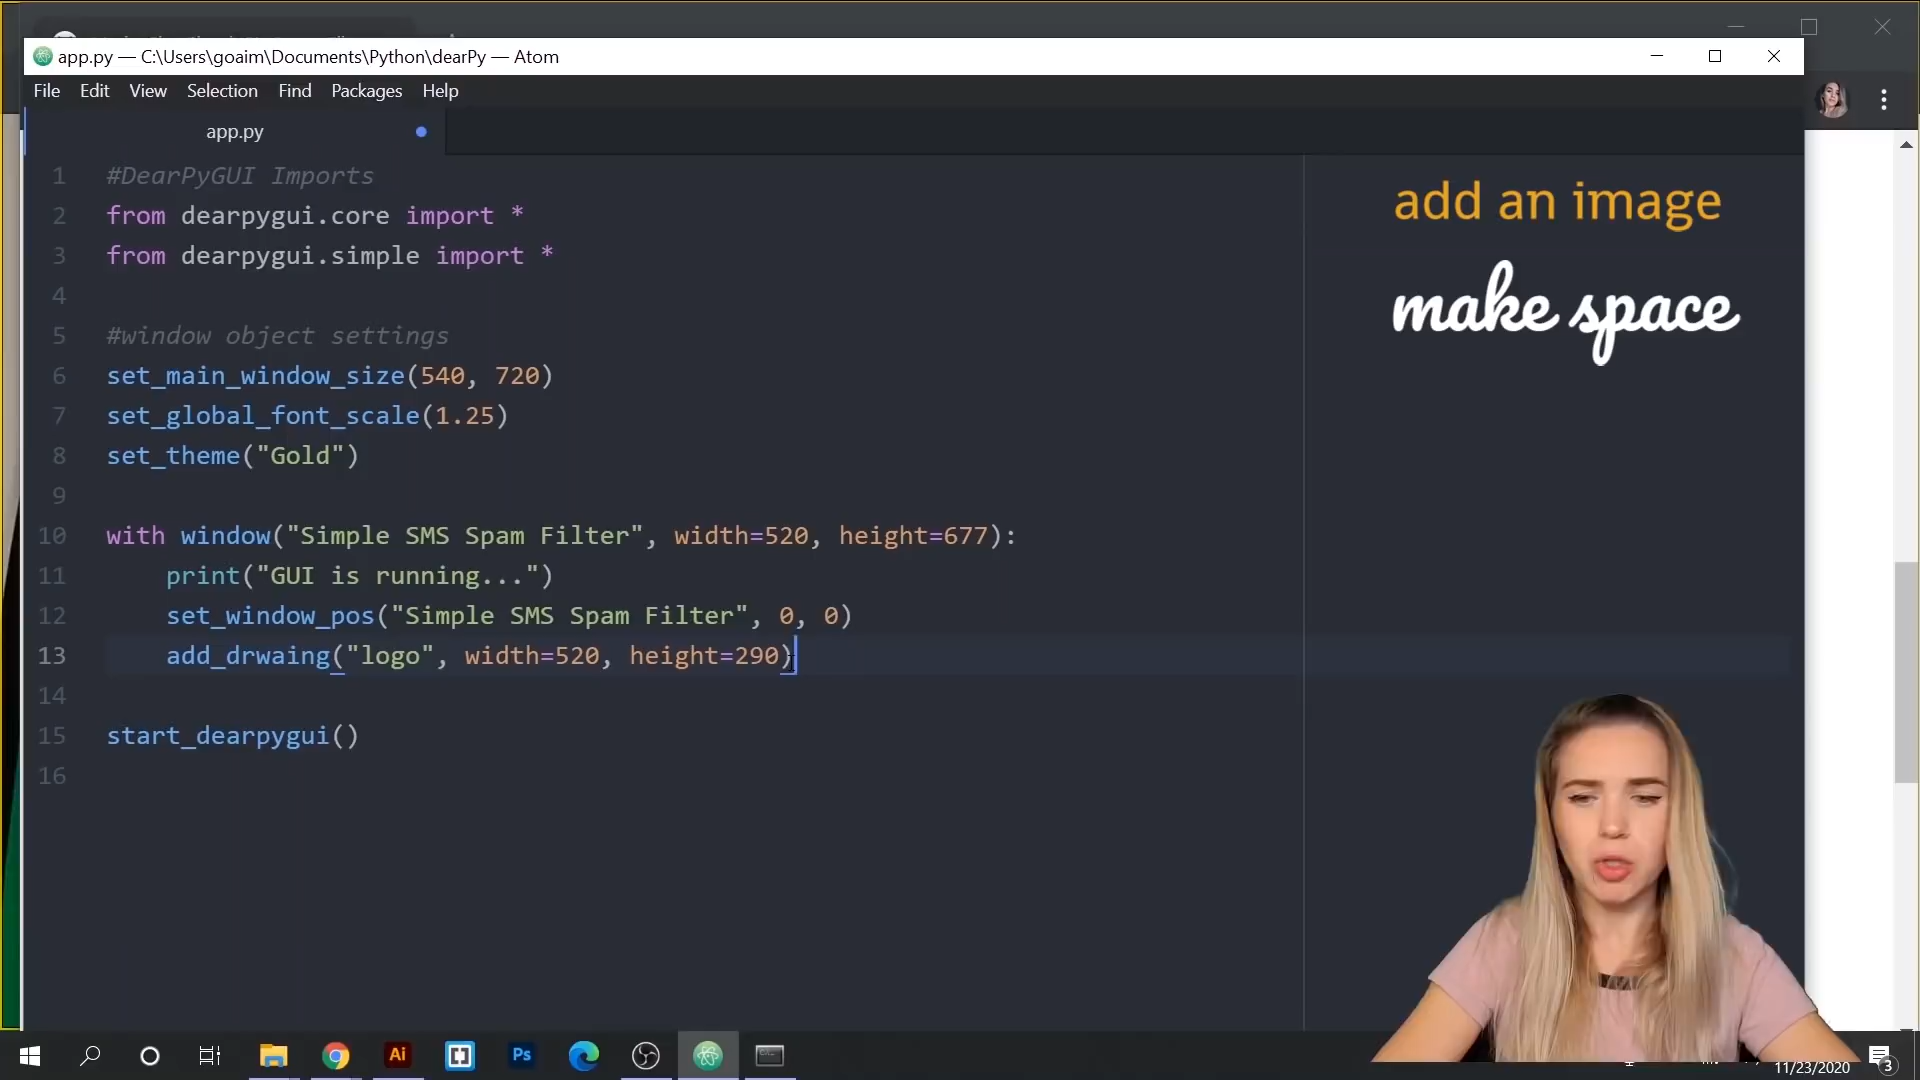 app.py — C:\Users\goaim\Documents\Python\dearPy — Atom
File Edit View Selection Find Packages Help
app.py
1 #DearPyGUI Imports
2 from dearpygui.core import *
3 from dearpygui.simple import *
4
5 #window object settings
6 set_main_window_size(540, 720)
7 set_global_font_scale(1.25)
8 set_theme("Gold")
9
10 with window("Simple SMS Spam Filter", width=520, height=677):
11 print("GUI is running...")
12 set_window_pos("Simple SMS Spam Filter", 0, 0)
13 add_drwaing("logo", width=520, height=290)
14
15 start_dearpygui()
16
add an image
make space
Ai
Ps
11/23/2020
3